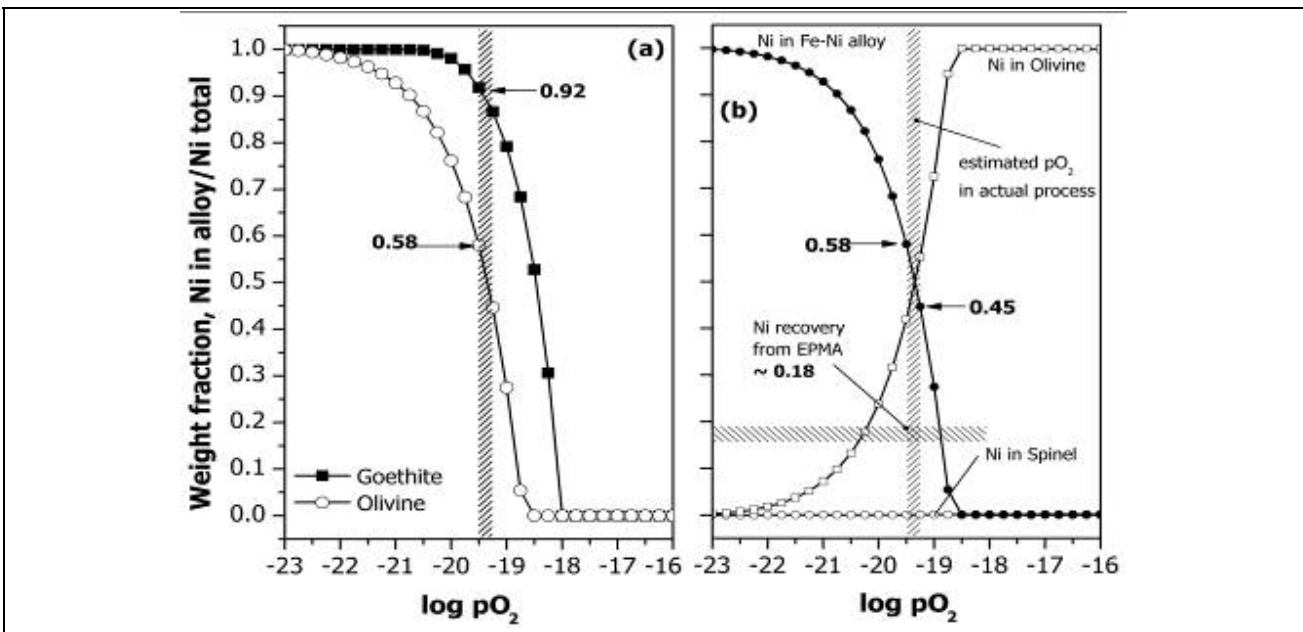 Weight fraction, Ni in alloy/Ni total
1.0
0.9
0.8
0.7
0.6
0.5
0.4
0.3
0.2
0.1
0.0
(a)
0.92
0.58
Goethite
Olivine
-23 -22 -21 -20 -19 -18 -17 -16
log pO2
Ni in Fe-Ni alloy
Ni in Olivine
(b)
estimated pO2
in actual process
0.58
0.45
Ni recovery
from EPMA
~ 0.18
Ni in Spinel
-23 -22 -21 -20 -19 -18 -17 -16
log pO2